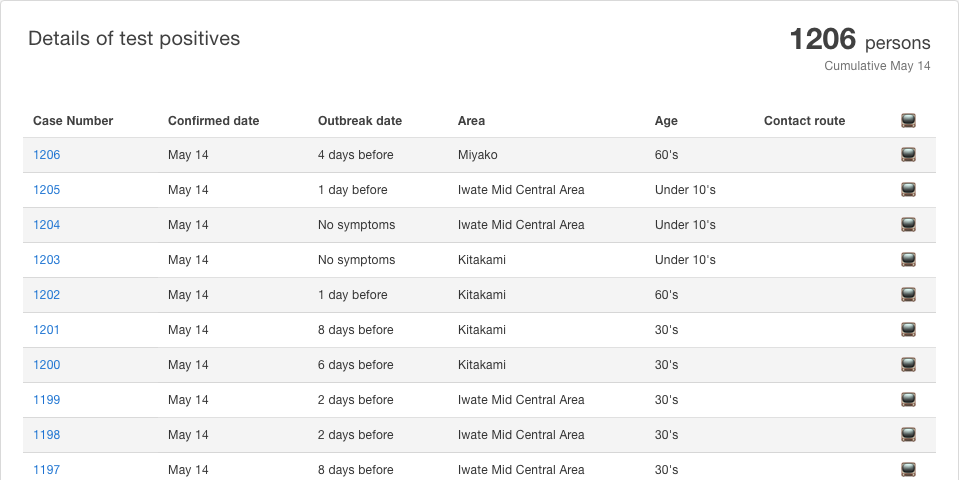 Details of test positives
1206 persons
Cumulative May 14
Case Number Confirmed date Outbreak date Area Age Contact route
1206 May 14 4 days before Miyako 60's
1205 May 14 1 day before Iwate Mid Central Area Under 10's
1204 May 14 No symptoms Iwate Mid Central Area Under 10's
1203 May 14 No symptoms Kitakami Under 10's
1202 May 14 1 day before Kitakami 60's
1201 May 14 8 days before Kitakami 30's
1200 May 14 6 days before Kitakami 30's
1199 May 14 2 days before Iwate Mid Central Area 30's
1198 May 14 2 days before Iwate Mid Central Area 30's
1197 May 14 8 days before Iwate Mid Central Area 30's